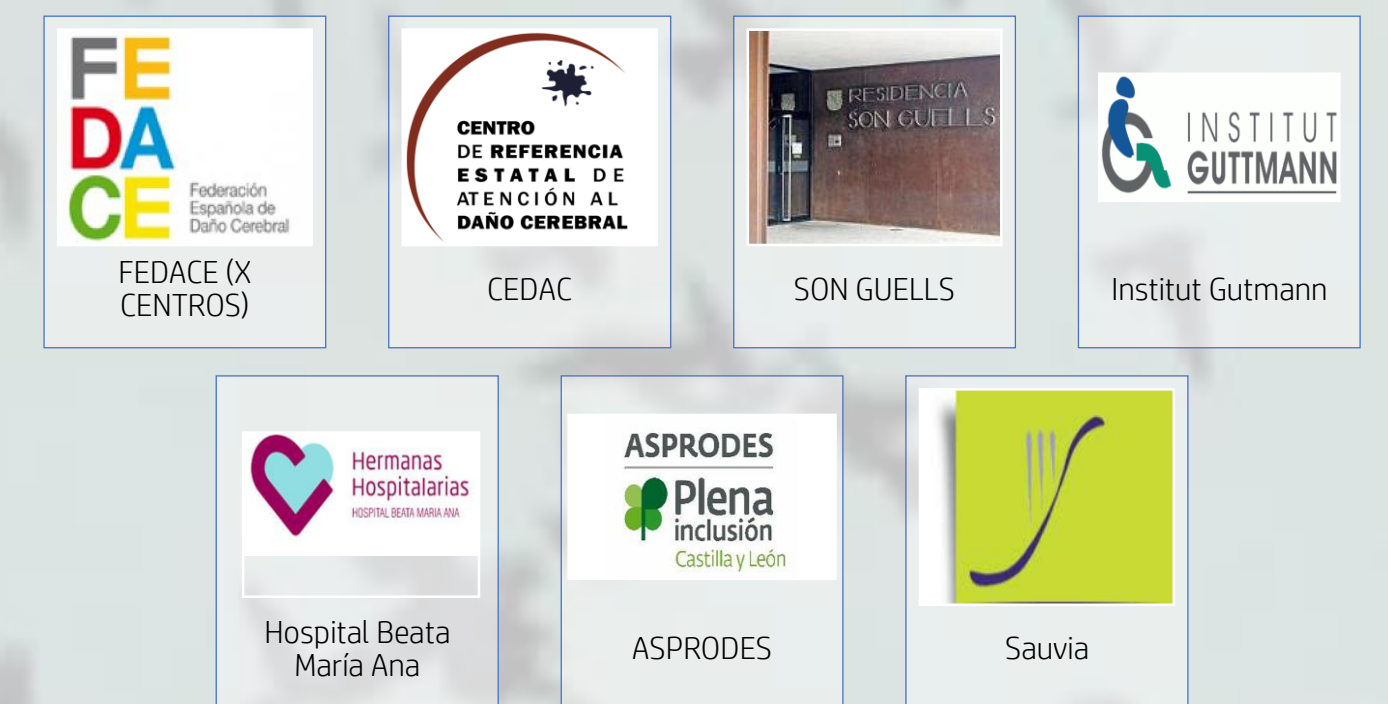 FE
DA
CE
Federación
Española de
Daño Cerebral
FEDACE (X
CENTROS)
CENTRO
DE REFERENCIA
ESTATAL DE
ATENCIÓN AL
DAÑO CEREBRAL
CEDAC
RESIDENCIA
SON GUELLS
SON GUELLS
INSTITUT
GUTTMANN
Institut Gutmann
Hermanas
Hospitalarias
HOSPITAL BEATA MARIA ANA
Hospital Beata
María Ana
ASPRODES
Plena
inclusión
Castilla y León
ASPRODES
Sauvia